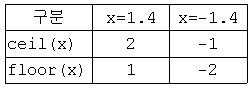 구분 x=1.4 x=-1.4
ceil(x) 2 -1
floor(x) 1 -2